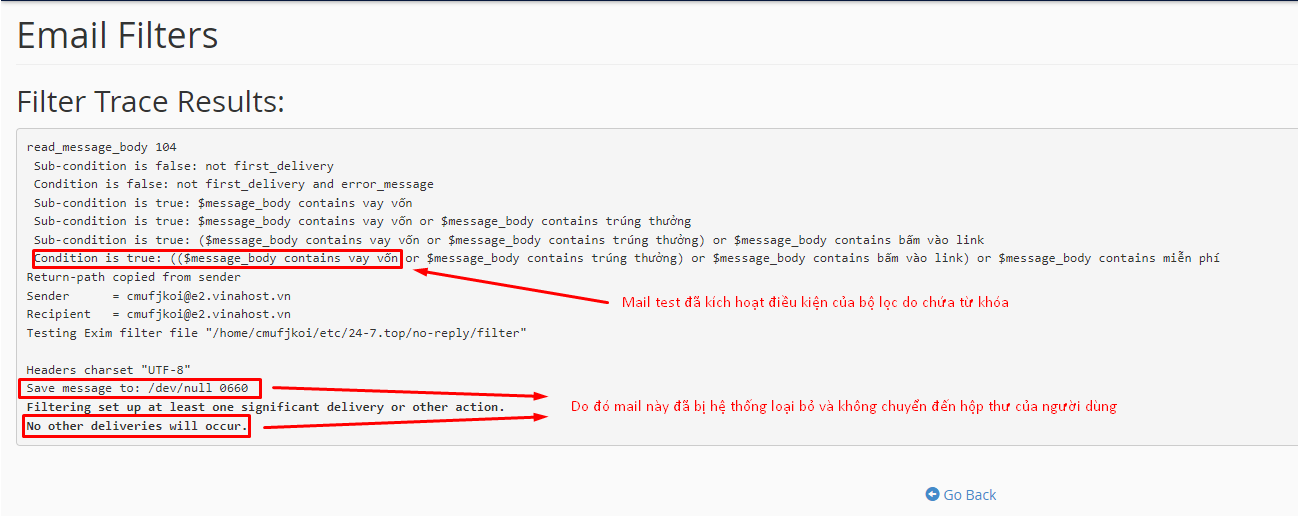 Email Filters
Filter Trace Results:
read_message_body 104
Sub-condition is false: not first_delivery
Condition is false: not first_delivery and error_message
Sub-condition is true: $message_body contains vay vốn
Sub-condition is true: $message_body contains vay vốn or $message_body contains trúng thưởng
Sub-condition is true: ($message_body contains vay vốn or $message_body contains trúng thưởng) or $message_body contains bấm vào link
Condition is true: (($message_body contains vay vốn or $message_body contains trúng thưởng) or $message_body contains bấm vào link) or $message_body contains miễn phí
Return-path copied from sender
Sender = cmufjkoi@e2.vinahost.vn
Mail test đã kích hoạt điều kiện của bộ lọc do chứa từ khóa
Recipient = cmufjkoi@e2.vinahost.vn
Testing Exim filter file "/home/cmufjkoi/etc/24-7.top/no-reply/filter"
Headers charset "UTF-8"
Save message to: /dev/null 0660
Filtering set up at least one significant delivery or other action.
Do đó mail này đã bị hệ thống loại bỏ và không chuyển đến hộp thư của người dùng
No other deliveries will occur.
Go Back